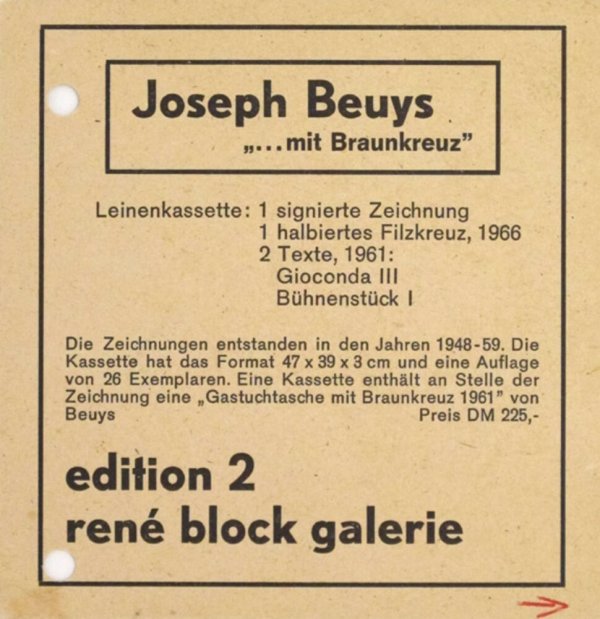 Joseph Beuys
„...mit Braunkreuz”
Leinenkassette: 1 signierte Zeichnung
1 halbiertes Filzkreuz, 1966
2 Texte, 1961:
Gioconda III
Bühnenstück I
Die Zeichnungen entstanden in den Jahren 1948-59. Die
Kassette hat das Format 47 x 39 x 3 cm und eine Auflage
von 26 Exemplaren. Eine Kassette enthält an Stelle der
Zeichnung eine „Gastuchtasche mit Braunkreuz 1961” von
Beuys Preis DM 225,-
edition 2
rené block galerie